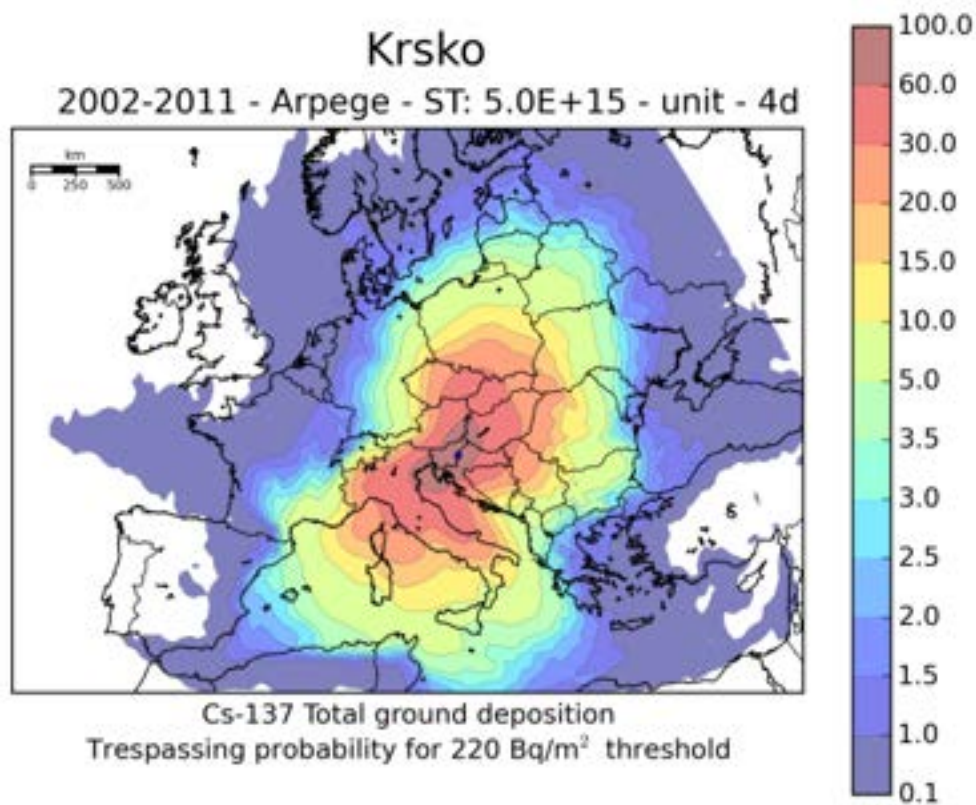 Krsko
2002-2011 - Arpege - ST: 5.0E+15 - unit - 4d
km
0 250 500
100.0
60.0
30.0
20.0
15.0
10.0
5.0
3.5
3.0
2.5
2.0
1.5
1.0
0.1
Cs-137 Total ground deposition
Trespassing probability for 220 Bq/m² threshold